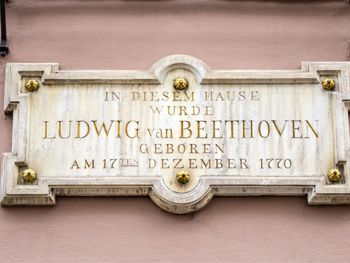 IN DIESEM HAUSE
WURDE
LUDWIG van BEETHOVEN
GEBOREN
AM 17TEN DEZEMBER 1770